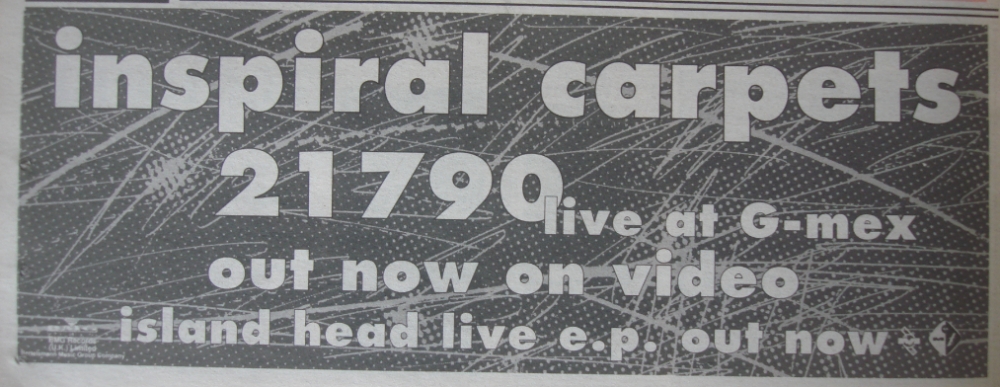 inspiral carpets
21790
live at G-mex
out now on video
island head live e.p. out now